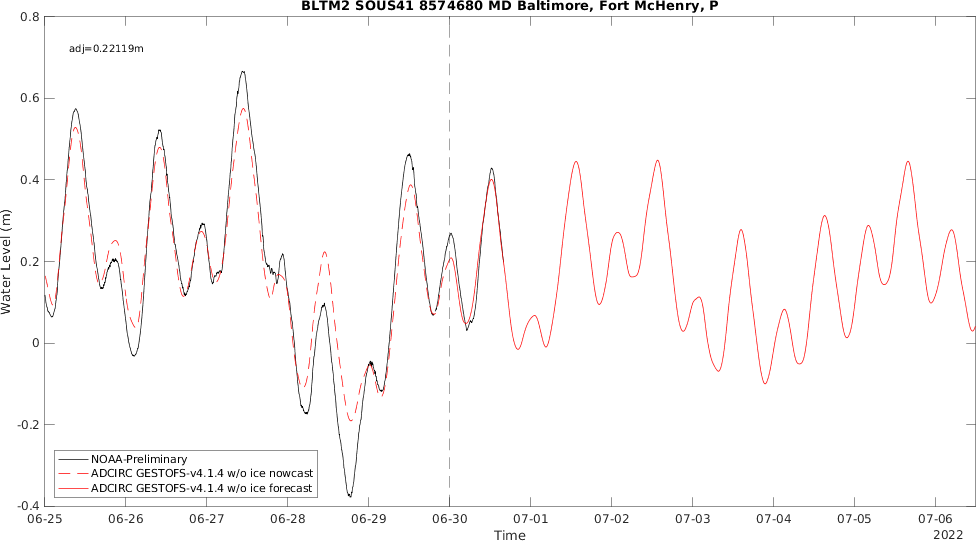 BLTM2 SOUS41 8574680 MD Baltimore, Fort McHenry, P
adj=0.22119m
0.8
0.6
0.4
0.2
0
-0.2
-0.4
Water Level (m)
NOAA-Preliminary
ADCIRC GESTOFS-v4.1.4 w/o ice nowcast
ADCIRC GESTOFS-v4.1.4 w/o ice forecast
06-25 06-26 06-27 06-28 06-29 06-30 07-01 07-02 07-03 07-04 07-05 07-06
Time
2022